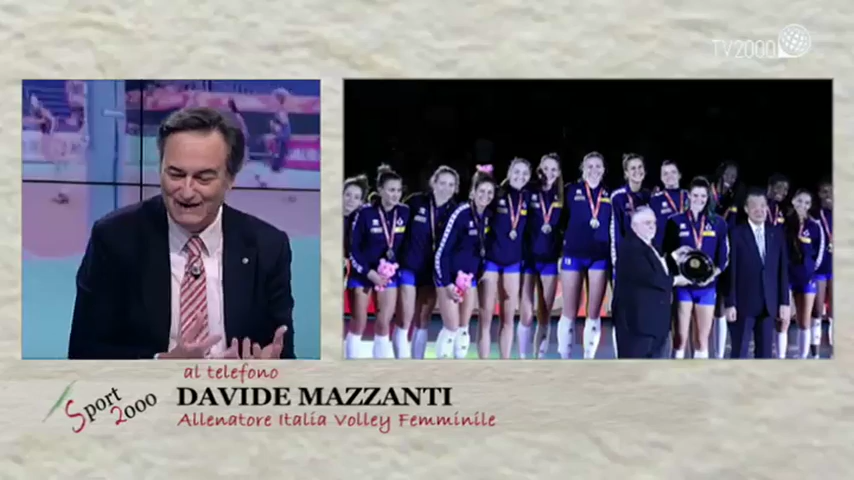 TV2000
al telefono
DAVIDE MAZZANTI
Allenatore Italia Volley Femminile
Sport
2000